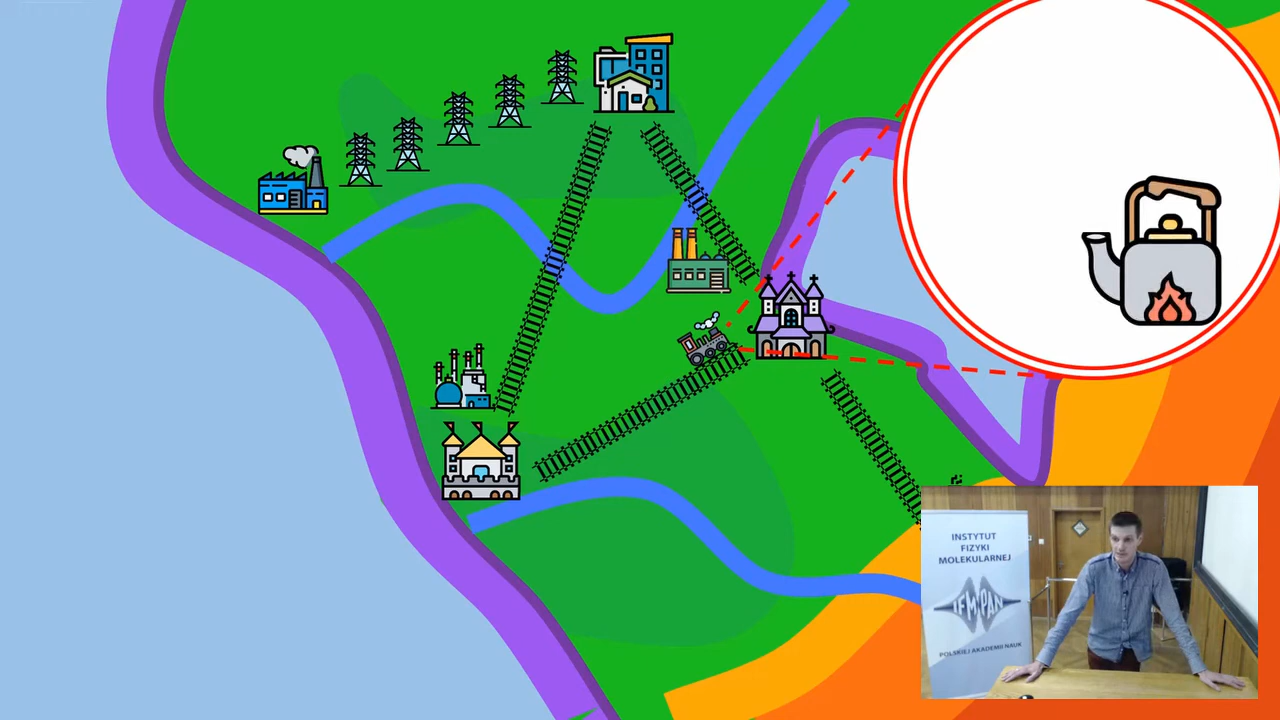 INSTYTUT
FIZYKI
MOLEKULARNEJ
IFM PAN
POLSKIEJ AKADEMII NAUK